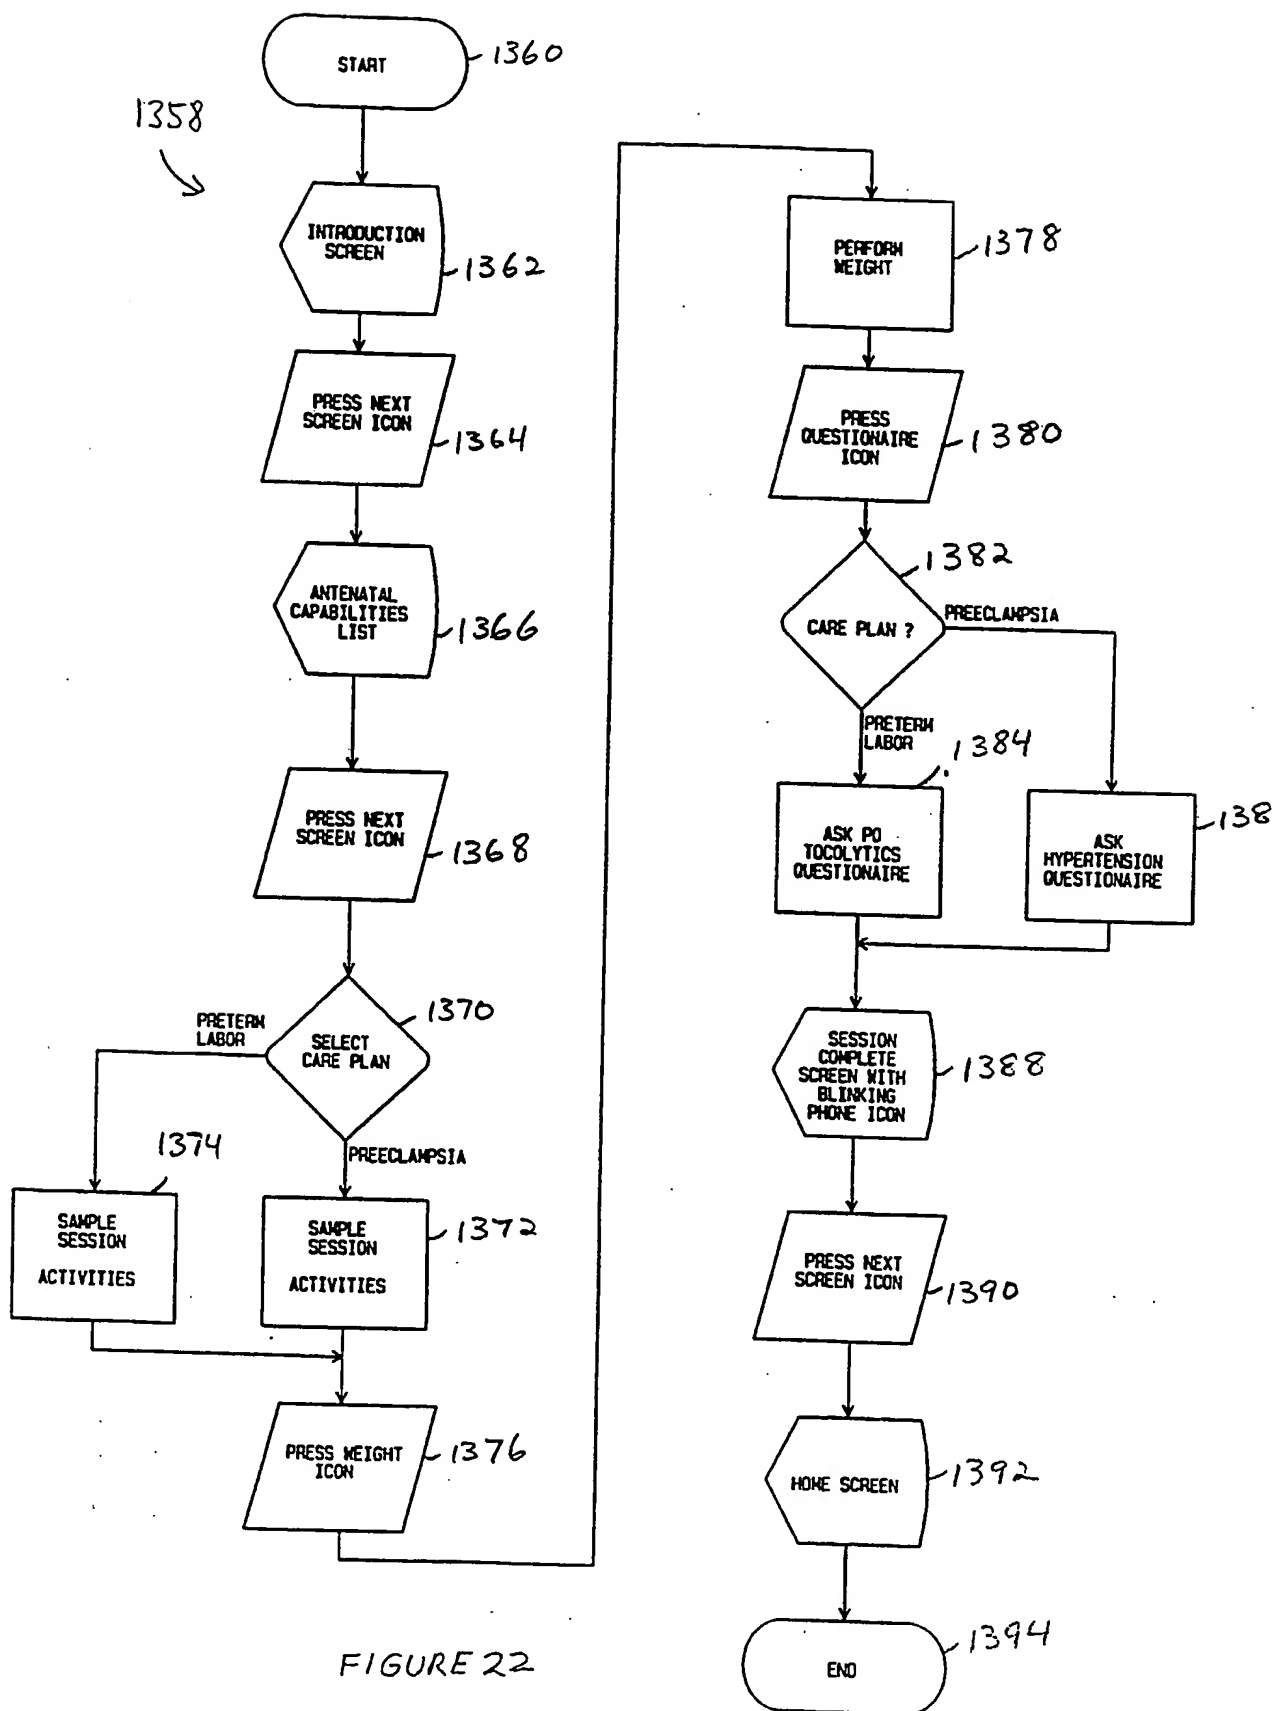 START
1360
1358
INTRODUCTION
SCREEN
1362
PRESS NEXT
SCREEN ICON
1364
ANTENATAL
CAPABILITIES
LIST
1366
PRESS NEXT
SCREEN ICON
1368
1370
SELECT
CARE PLAN
PRETERM
LABOR
PREECLAMPSIA
1374
SAMPLE
SESSION
ACTIVITIES
SAMPLE
SESSION
ACTIVITIES
1372
PRESS WEIGHT
ICON
1376
PERFORM
WEIGHT
1378
PRESS
QUESTIONAIRE
ICON
1380
1382
CARE PLAN ?
PREECLAMPSIA
PRETERM
LABOR
1384
ASK PO
TOCOLYTICS
QUESTIONAIRE
138
ASK
HYPERTENSION
QUESTIONAIRE
SESSION
COMPLETE
SCREEN WITH
BLINKING
PHONE ICON
1388
PRESS NEXT
SCREEN ICON
1390
HOME SCREEN
1392
END
1394
FIGURE 22